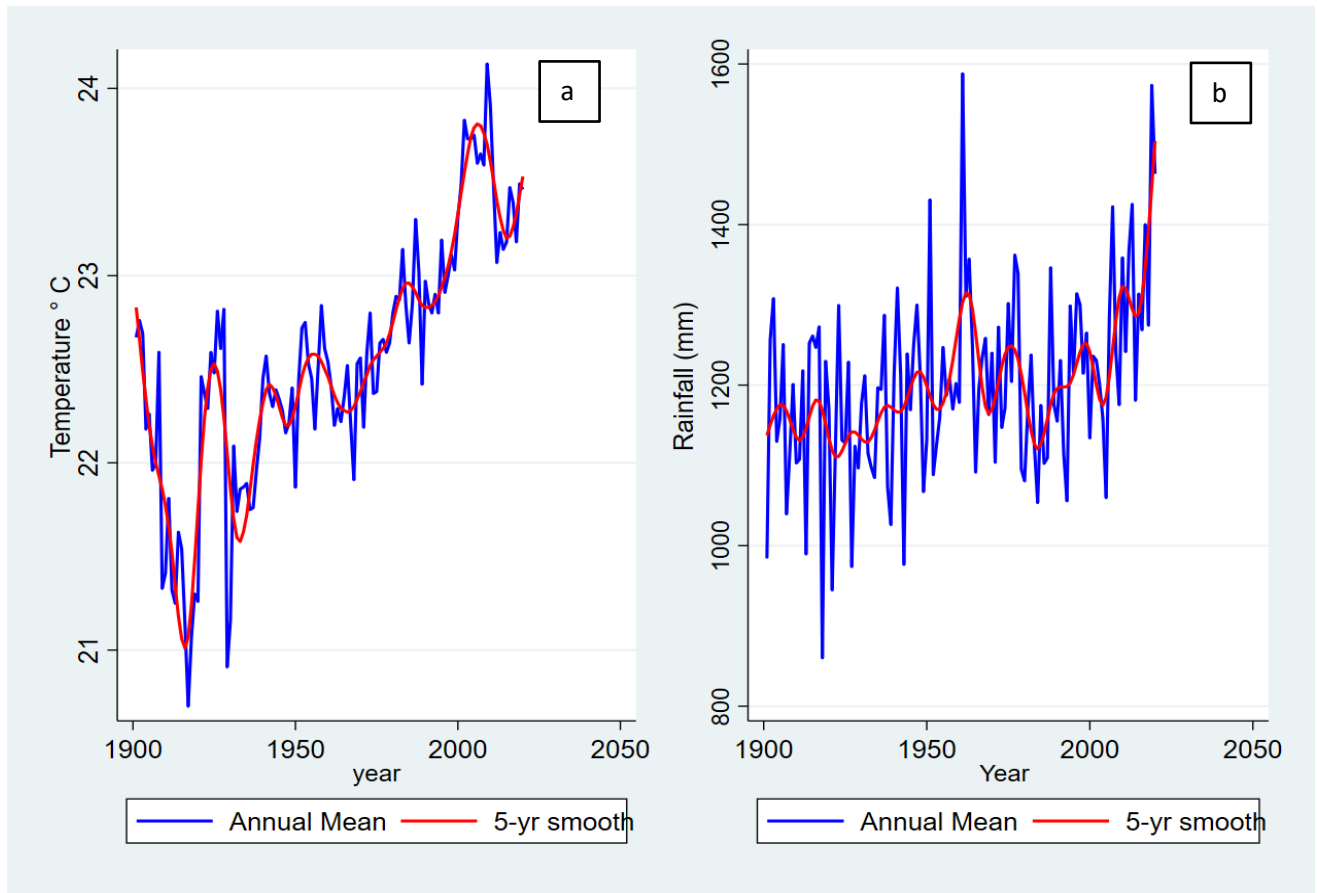 a
Temperature ° C
24
23
22
21
1900 1950 2000 2050
year
Annual Mean 5-yr smooth
b
Rainfall (mm)
1600
1400
1200
1000
800
1900 1950 2000 2050
Year
Annual Mean 5-yr smooth